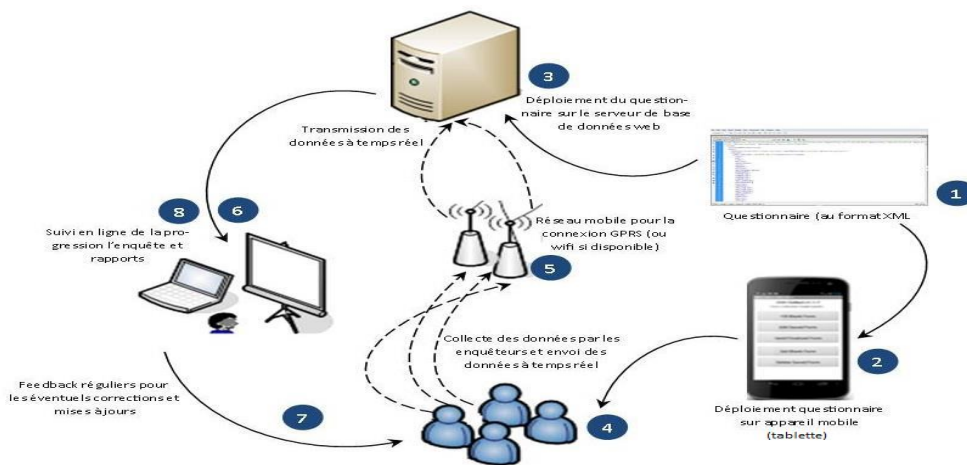 3
Déploiement du question-
naire sur le serveur de base
de données web
Transmission des
données à temps réel
1
Questionnaire (au format XML
8
6
Suivi en ligne de la pro-
gression l'enquête et
rapports
Réseau mobile pour la
connexion GPRS (ou
wifi si disponible)
5
2
Déploiement questionnaire
sur appareil mobile
(tablette)
Collecte des données par les
enquêteurs et envoi des
données à temps réel
Feedback réguliers pour
les éventuels corrections et
mises à jours
7
4